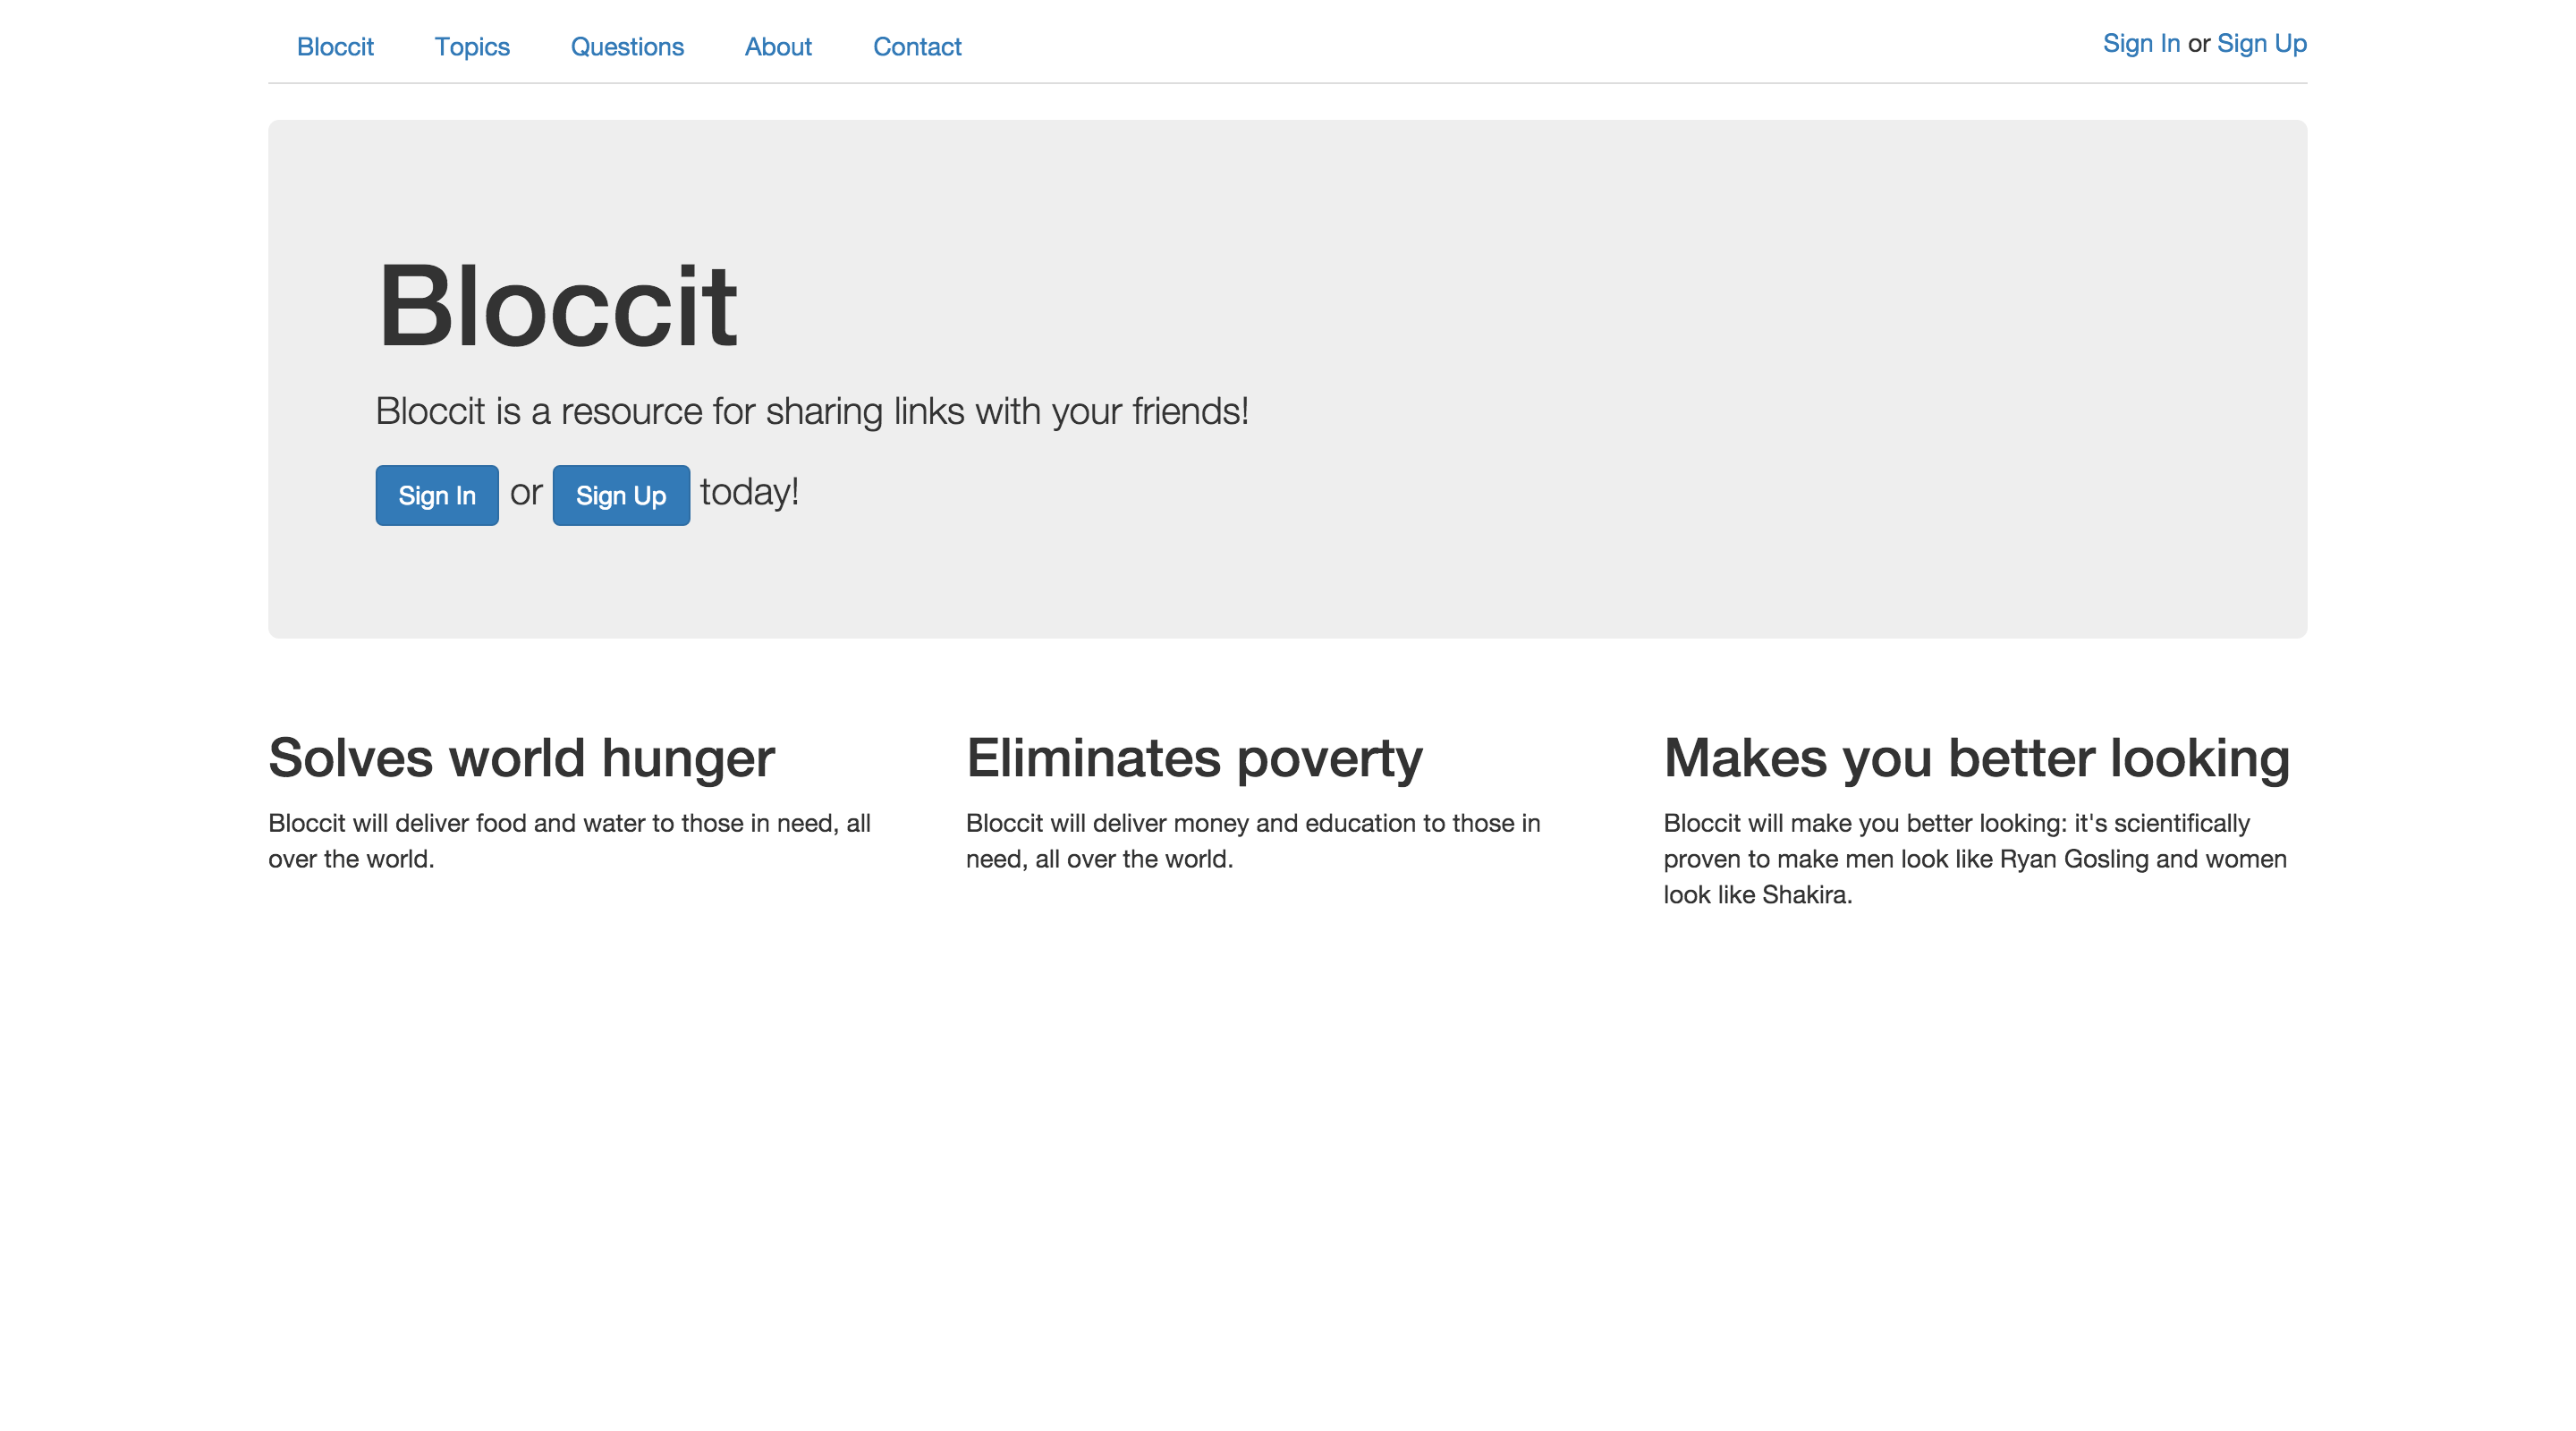 Bloccit Topics Questions About Contact Sign In or Sign Up
Bloccit
Bloccit is a resource for sharing links with your friends!
Sign In or Sign Up today!
Solves world hunger
Bloccit will deliver food and water to those in need, all
over the world.
Eliminates poverty
Bloccit will deliver money and education to those in
need, all over the world.
Makes you better looking
Bloccit will make you better looking: it's scientifically
proven to make men look like Ryan Gosling and women
look like Shakira.